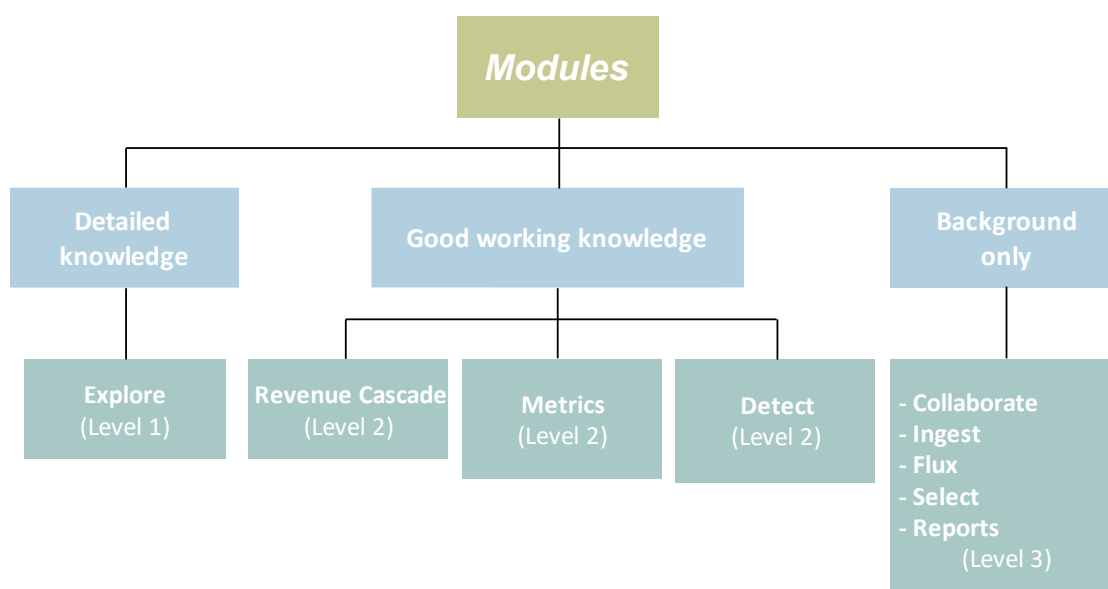 Modules
Detailed
knowledge
Good working knowledge
Background
only
Explore
(Level 1)
Revenue Cascade
(Level 2)
Metrics
(Level 2)
Detect
(Level 2)
- Collaborate
- Ingest
- Flux
- Select
- Reports
(Level 3)